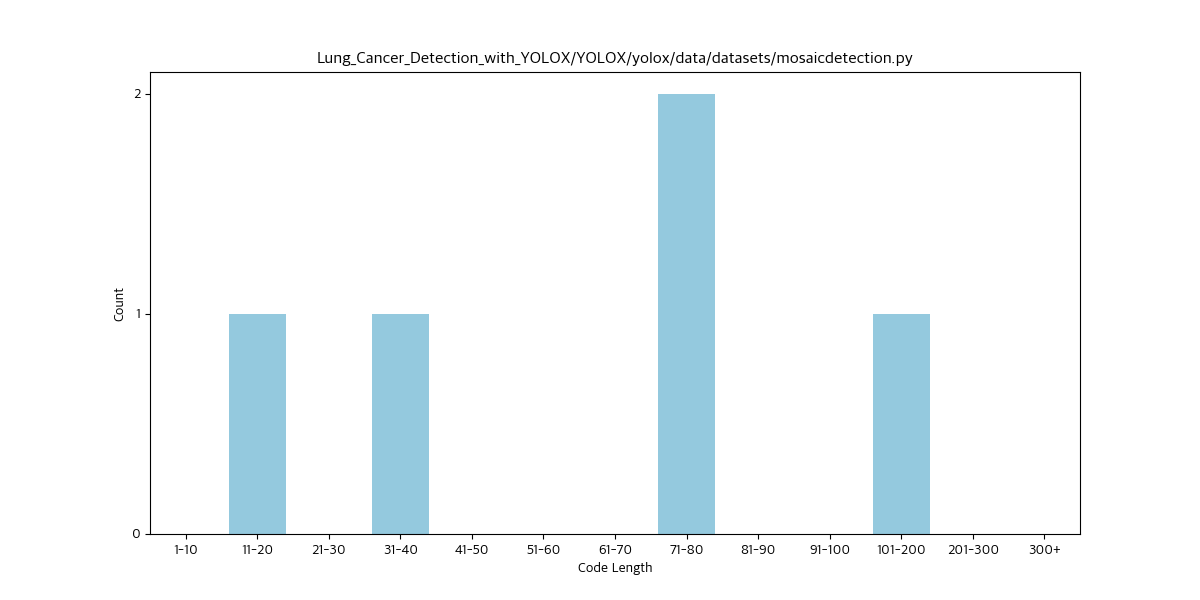 Lung_Cancer_Detection_with_YOLOX/YOLOX/yolox/data/datasets/mosaicdetection.py
2
1
0
Count
1-10 11-20 21-30 31-40 41-50 51-60 61-70 71-80 81-90 91-100 101-200 201-300 300+
Code Length